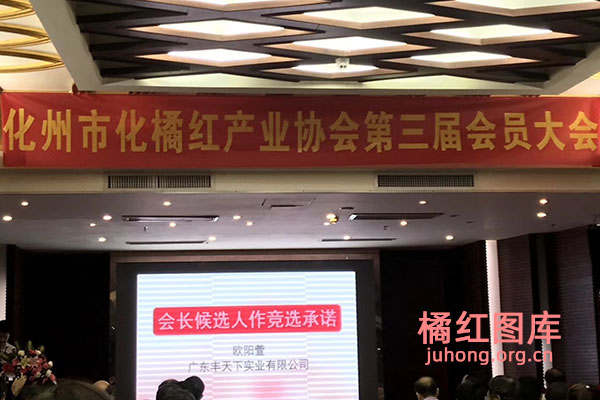 化州市化橘红产业协会第三届会员大会
会长候选人作竞选承诺
欧阳萱
广东丰天下实业有限公司
橘红图库
juhong.org.cn